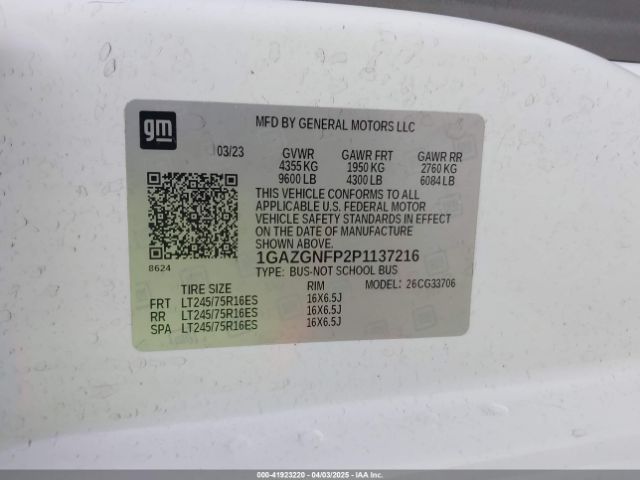 gm
MFD BY GENERAL MOTORS LLC
03/23 GVWR GAWR FRT GAWR RR
4355 KG 1950 KG 2760 KG
9600 LB 4300 LB 6084 LB
THIS VEHICLE CONFORMS TO ALL
APPLICABLE U.S. FEDERAL MOTOR
VEHICLE SAFETY STANDARDS IN EFFECT
ON THE DATE OF MANUFACTURE
SHOWN ABOVE.
8624
1GAZGNFP2P1137216
TYPE: BUS-NOT SCHOOL BUS
TIRE SIZE RIM MODEL: 26CG33706
FRT LT245/75R16ES 16X6.5J
RR LT245/75R16ES 16X6.5J
SPA LT245/75R16ES 16X6.5J
000-41923220 - 04/03/2025 - IAAI.COM